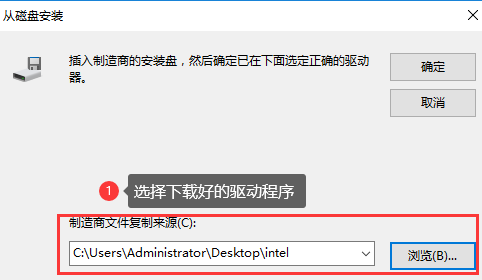 从磁盘安装
插入制造商的安装盘，然后确定已在下面选定正确的驱动
器。
确定
取消
1 选择下载好的驱动程序
制造商文件复制来源(C):
C:\Users\Administrator\Desktop\intel
浏览(B)...